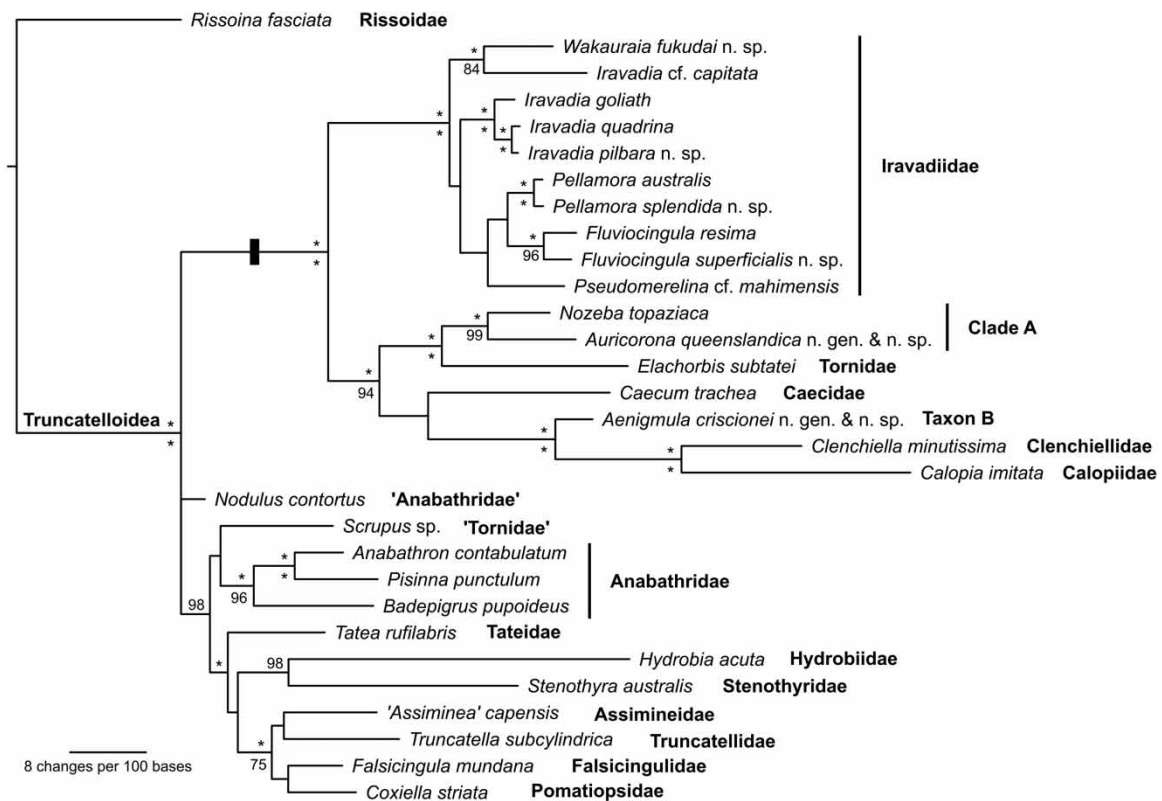 Rissoina fasciata Rissoidae
Wakauraia fukudai n. sp.
*
84
Iravadia cf. capitata
Iravadia goliath
*
*
*
*
Iravadia quadrina
*
*
Iravadia pilbara n. sp.
Iravadiidae
Pellamora australis
*
*
Pellamora splendida n. sp.
Fluviocingula resima
*
96
*
*
Fluviocingula superficialis n. sp.
Pseudomerelina cf. mahimensis
Nozeba topaziaca
*
99
Clade A
Auricorona queenslandica n. gen. & n. sp.
*
*
Elachorbis subtatei Tornidae
*
94
Caecum trachea Caecidae
Truncatelloidea
*
*
Aenigmula criscionei n. gen. & n. sp. Taxon B
*
*
Clenchiella minutissima Clenchiellidae
*
*
Calopia imitata Calopiidae
Nodulus contortus 'Anabathridae'
Scrupus sp. 'Tornidae'
Anabathron contabulatum
*
*
Pisinna punctulum
Anabathridae
*
96
98
Badepigrus pupoideus
Tatea rufilabris Tateidae
*
98
Hydrobia acuta Hydrobiidae
Stenothyra australis Stenothyridae
'Assiminea' capensis Assimineidae
Truncatella subcylindrica Truncatellidae
*
75
8 changes per 100 bases
Falsicingula mundana Falsicingulidae
Coxiella striata Pomatiopsidae